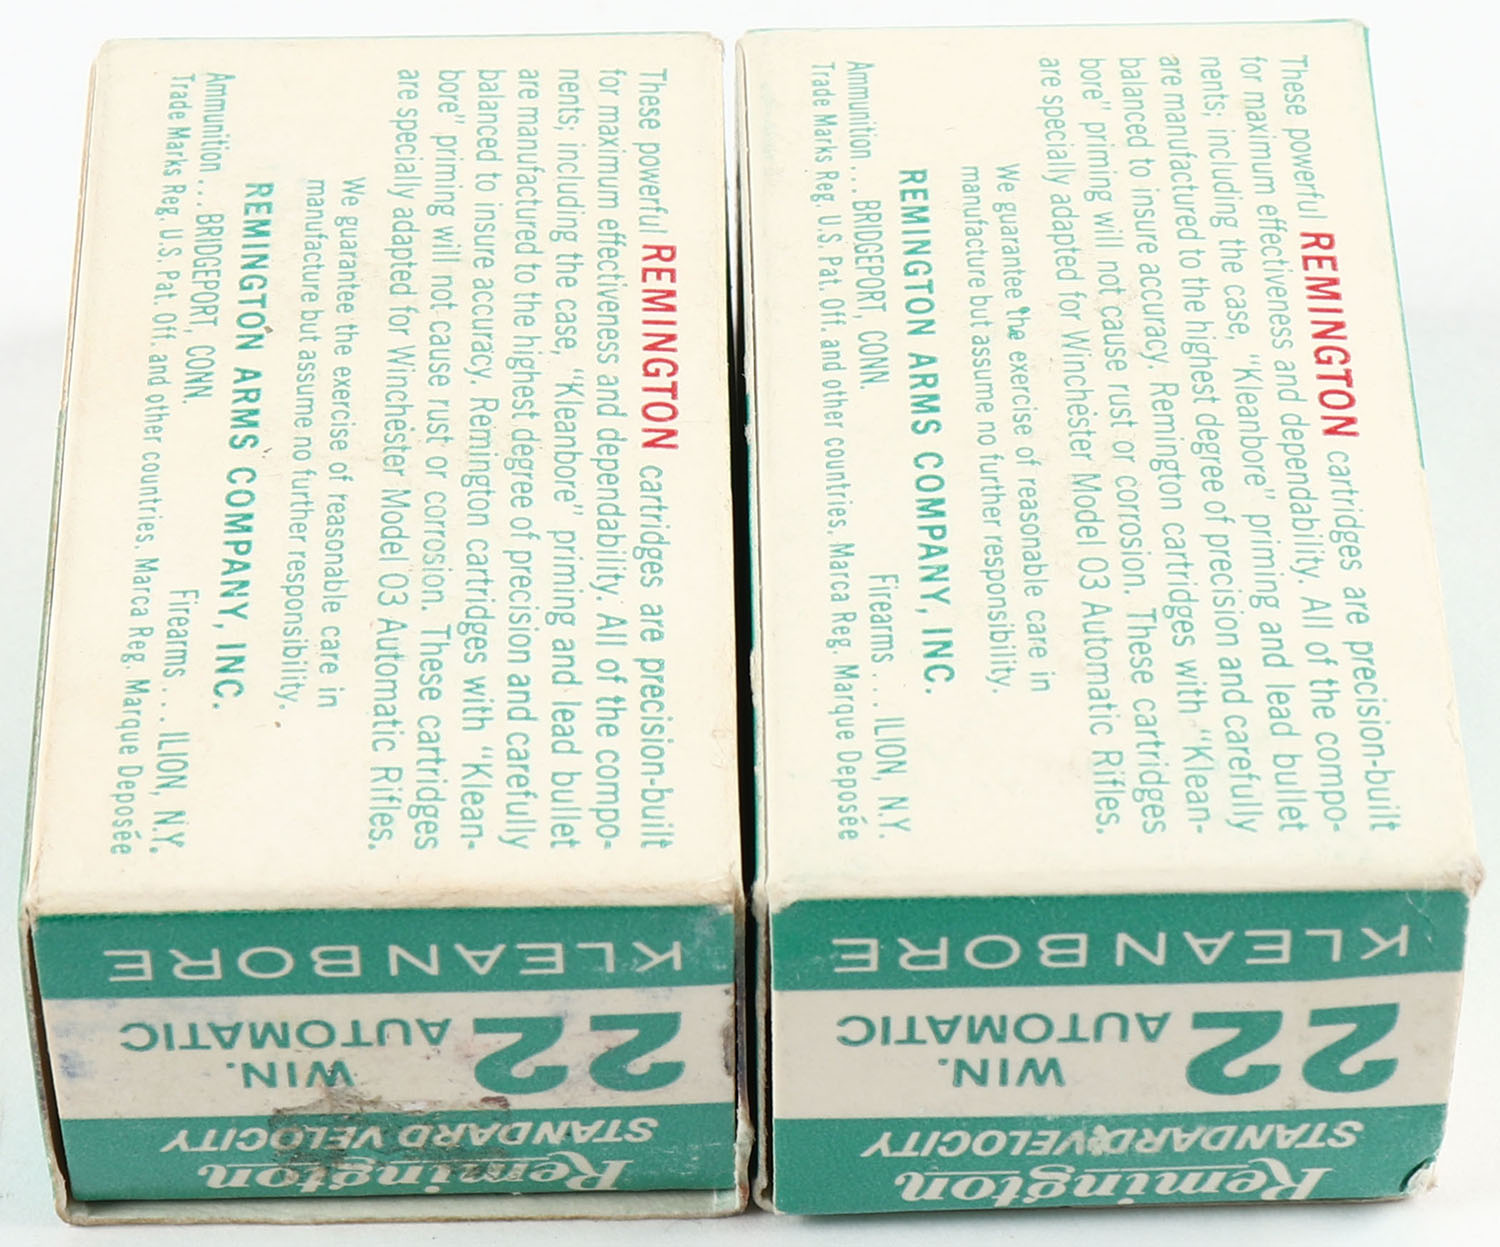 These powerful REMINGTON cartridges are precision-built
for maximum effectiveness and dependability. All of the compo-
nents; including the case, "Kleanbore" priming and lead bullet
are manufactured to the highest degree of precision and carefully
balanced to insure accuracy. Remington cartridges with "Klean-
bore" priming will not cause rust or corrosion. These cartridges
are specially adapted for Winchester Model 03 Automatic Rifles.
We guarantee the exercise of reasonable care in
manufacture but assume no further responsibility.
REMINGTON ARMS COMPANY, INC.
Ammunition ... BRIDGEPORT, CONN. Firearms ... ILION, N.Y.
Trade Marks Reg. U.S. Pat. Off. and other countries. Marca Reg. Marque Deposée
Remington
STANDARD VELOCITY
22 WIN.
AUTOMATIC
KLEANBORE
These powerful REMINGTON cartridges are precision-built
for maximum effectiveness and dependability. All of the compo-
nents; including the case, "Kleanbore" priming and lead bullet
are manufactured to the highest degree of precision and carefully
balanced to insure accuracy. Remington cartridges with "Klean-
bore" priming will not cause rust or corrosion. These cartridges
are specially adapted for Winchester Model 03 Automatic Rifles.
We guarantee the exercise of reasonable care in
manufacture but assume no further responsibility.
REMINGTON ARMS COMPANY, INC.
Ammunition ... BRIDGEPORT, CONN. Firearms ... ILION, N.Y.
Trade Marks Reg. U.S. Pat. Off. and other countries. Marca Reg. Marque Deposée
Remington
STANDARD VELOCITY
22 WIN.
AUTOMATIC
KLEANBORE